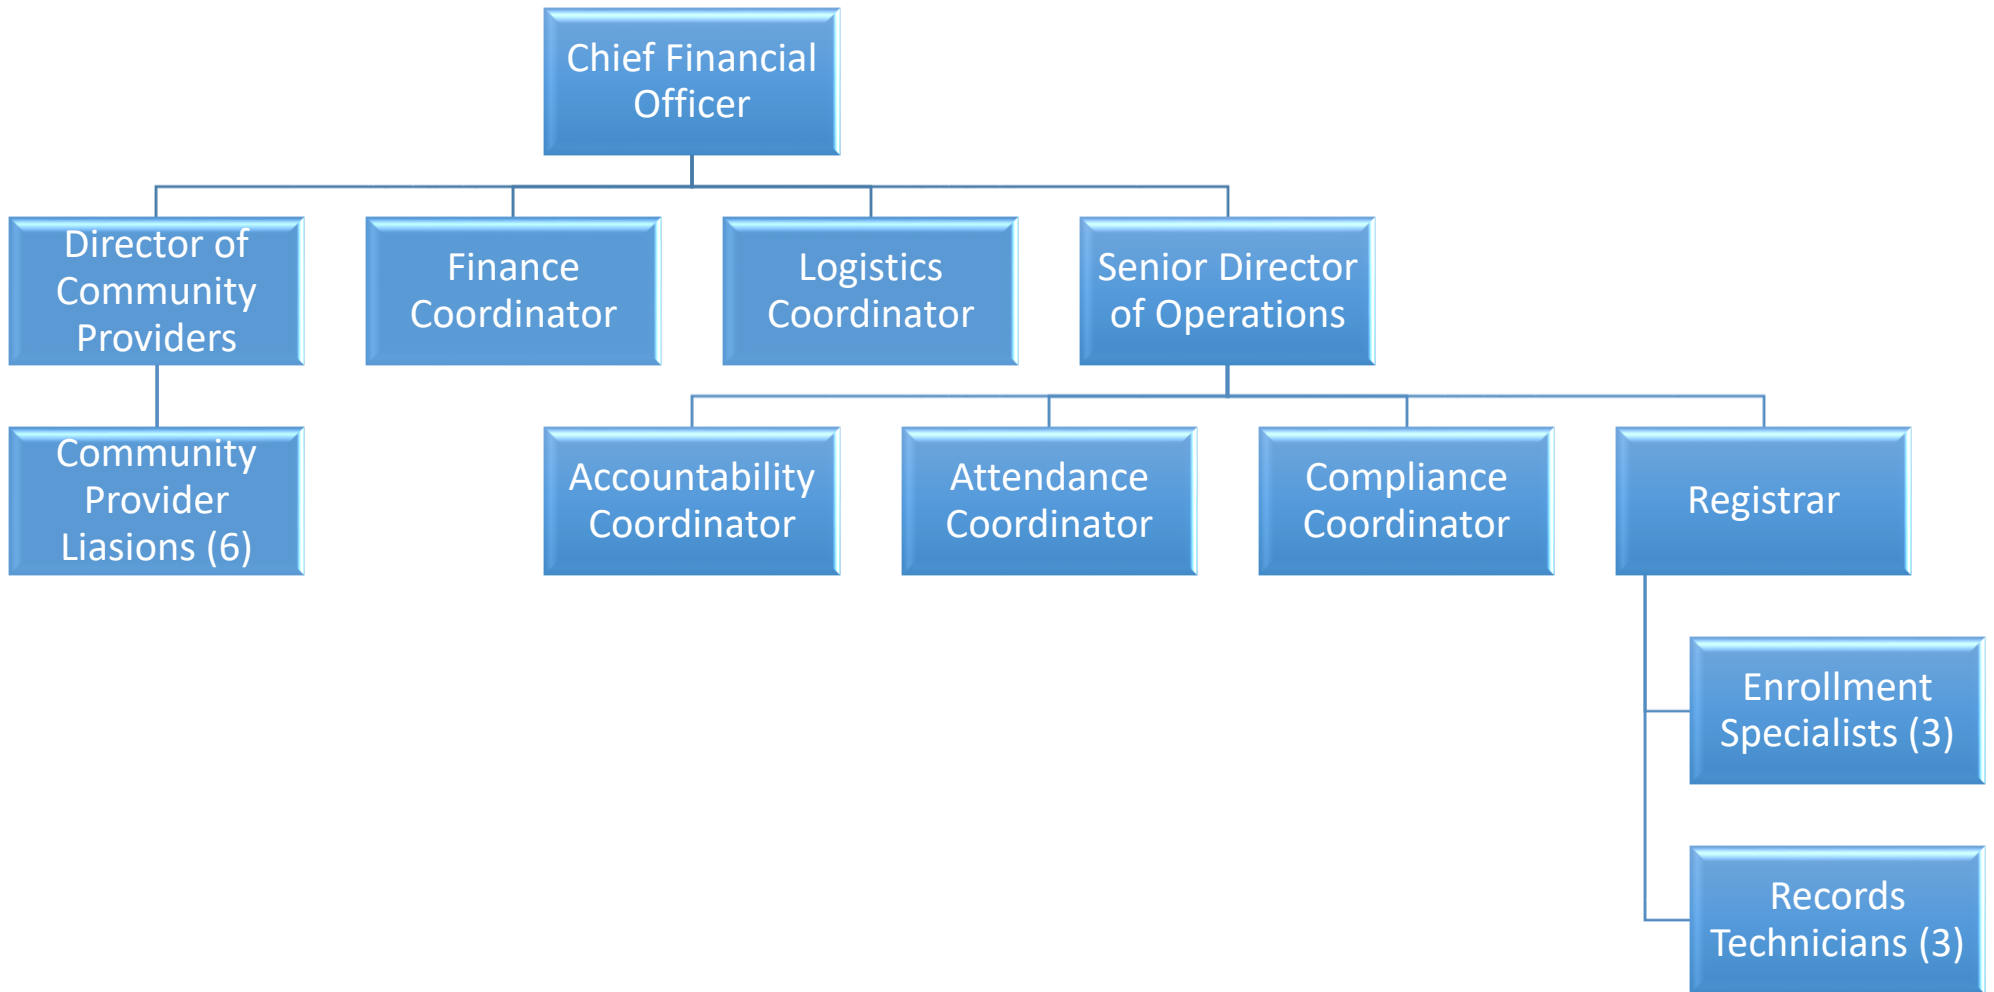 Chief Financial
Officer
Director of
Community
Providers
Finance
Coordinator
Logistics
Coordinator
Senior Director
of Operations
Community
Provider
Liasions (6)
Accountability
Coordinator
Attendance
Coordinator
Compliance
Coordinator
Registrar
Enrollment
Specialists (3)
Records
Technicians (3)